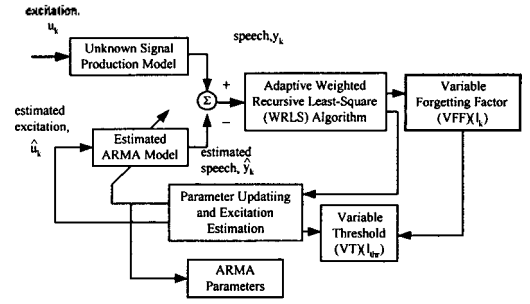 excitation,
u_k
Unknown Signal
Production Model
speech,y_k
+
Σ
−
Adaptive Weighted
Recursive Least-Square
(WRLS) Algorithm
Variable
Forgetting Factor
(VFF)(l_k)
estimated
excitation,
û_k
Estimated
ARMA Model
estimated
speech, ŷ_k
Parameter Updatiing
and Excitation
Estimation
Variable
Threshold
(VT)(l_thr)
ARMA
Parameters